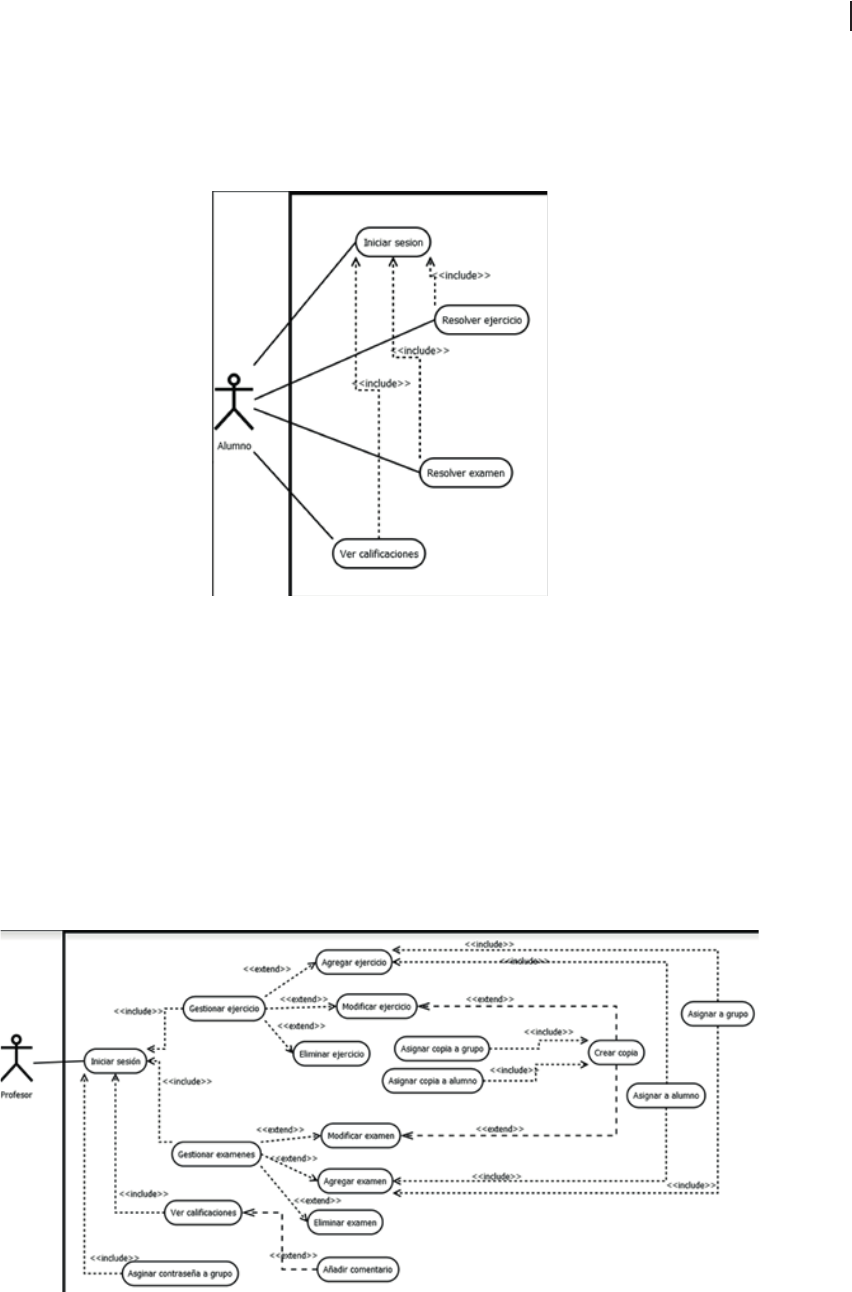 Iniciar sesion
<<include>>
Resolver ejercicio
<<include>>
<<include>>
Alumno
Resolver examen
Ver calificaciones
<<include>>
Agregar ejercicio
<<include>>
<<extend>>
Gestionar ejercicio
<<extend>>
Modificar ejercicio
<<extend>>
<<include>>
Asignar a grupo
<<extend>>
<<include>>
Iniciar sesión
Eliminar ejercicio
Asignar copia a grupo
Crear copia
<<include>>
Asignar copia a alumno
<<include>>
Profesor
Asignar a alumno
<<extend>>
Modificar examen
<<extend>>
Gestionar examenes
<<extend>>
Agregar examen
<<include>>
<<include>>
<<include>>
<<extend>>
Ver calificaciones
Eliminar examen
<<include>>
<<extend>>
Asginar contraseña a grupo
Añadir comentario